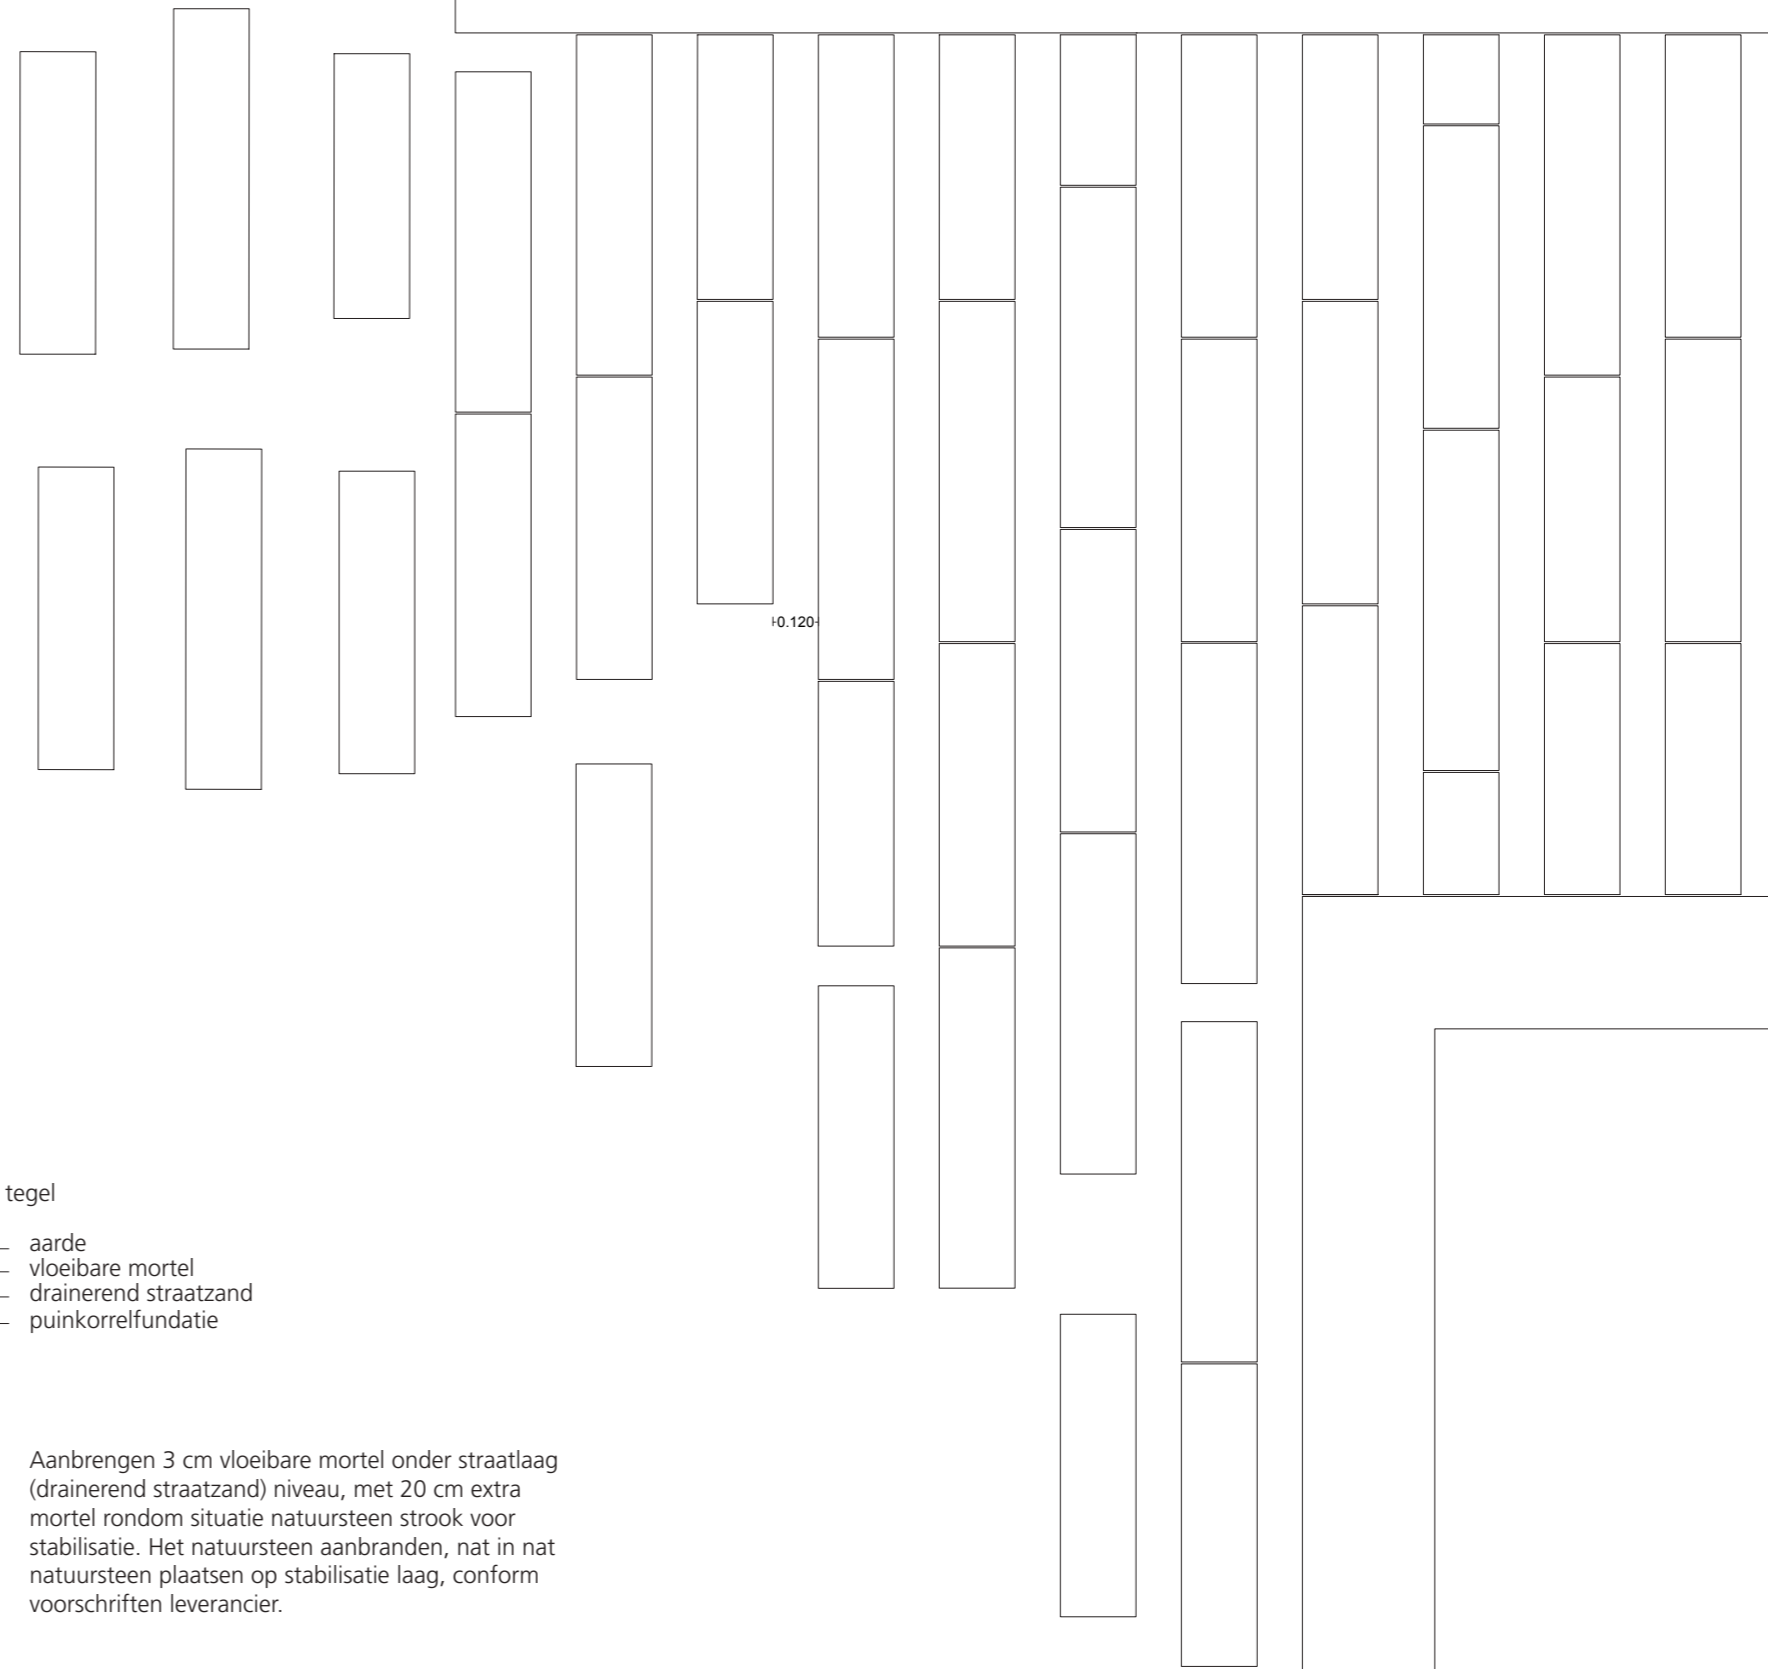 0.120
tegel
aarde
vloeibare mortel
drainerend straatzand
puinkorrelfundatie
Aanbrengen 3 cm vloeibare mortel onder straatlaag
(drainerend straatzand) niveau, met 20 cm extra
mortel rondom situatie natuursteen strook voor
stabilisatie. Het natuursteen aanbranden, nat in nat
natuursteen plaatsen op stabilisatie laag, conform
voorschriften leverancier.